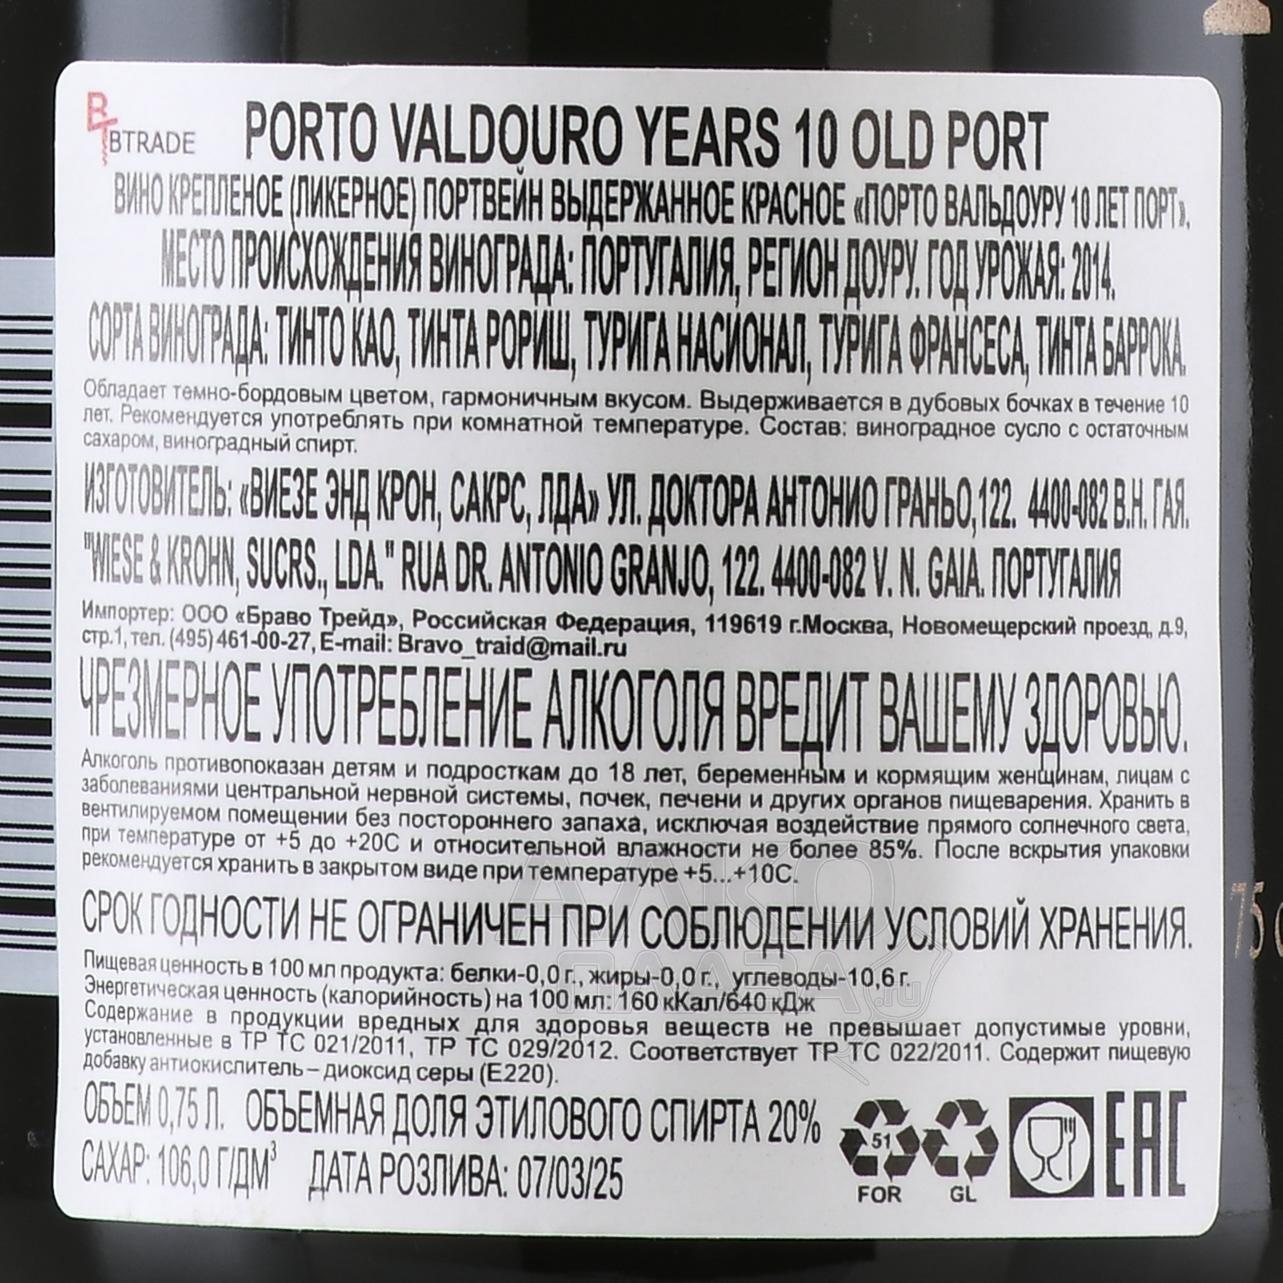 BTRADE
PORTO VALDOURO YEARS 10 OLD PORT
ВИНО КРЕПЛЕНОЕ (ЛИКЕРНОЕ) ПОРТВЕЙН ВЫДЕРЖАННОЕ КРАСНОЕ «ПОРТО ВАЛЬДОУРУ 10 ЛЕТ ПОРТ».
МЕСТО ПРОИСХОЖДЕНИЯ ВИНОГРАДА: ПОРТУГАЛИЯ, РЕГИОН ДОУРУ. ГОД УРОЖАЯ: 2014.
СОРТА ВИНОГРАДА: ТИНТО КАО, ТИНТА РОРИШ, ТУРИГА НАСИОНАЛ, ТУРИГА ФРАНСЕСА, ТИНТА БАРРОКА.
Обладает темно-бордовым цветом, гармоничным вкусом. Выдерживается в дубовых бочках в течение 10
лет. Рекомендуется употреблять при комнатной температуре. Состав: виноградное сусло с остаточным
сахаром, виноградный спирт.
ИЗГОТОВИТЕЛЬ: «ВИЕЗЕ ЭНД КРОН, САКРС, ЛДА» УЛ. ДОКТОРА АНТОНИО ГРАНЬО,122. 4400-082 В.Н. ГАЯ.
"WIESE & KROHN, SUCRS., LDA." RUA DR. ANTONIO GRANJO, 122. 4400-082 V. N. GAIA. ПОРТУГАЛИЯ
Импортер: ООО «Браво Трейд», Российская Федерация, 119619 г.Москва, Новомещерский проезд, д.9,
стр.1, тел. (495) 461-00-27, E-mail: Bravo_traid@mail.ru
ЧРЕЗМЕРНОЕ УПОТРЕБЛЕНИЕ АЛКОГОЛЯ ВРЕДИТ ВАШЕМУ ЗДОРОВЬЮ.
Алкоголь противопоказан детям и подросткам до 18 лет, беременным и кормящим женщинам, лицам с
заболеваниями центральной нервной системы, почек, печени и других органов пищеварения. Хранить в
вентилируемом помещении без постороннего запаха, исключая воздействие прямого солнечного света,
при температуре от +5 до +20С и относительной влажности не более 85%. После вскрытия упаковки
рекомендуется хранить в закрытом виде при температуре +5...+10С.
СРОК ГОДНОСТИ НЕ ОГРАНИЧЕН ПРИ СОБЛЮДЕНИИ УСЛОВИЙ ХРАНЕНИЯ.
Пищевая ценность в 100 мл продукта: белки-0,0 г., жиры-0,0 г., углеводы-10,6 г.
Энергетическая ценность (калорийность) на 100 мл: 160 кКал/640 кДж
Содержание в продукции вредных для здоровья веществ не превышает допустимые уровни,
установленные в ТР ТС 021/2011, ТР ТС 029/2012. Соответствует ТР ТС 022/2011. Содержит пищевую
добавку антиокислитель – диоксид серы (Е220).
ОБЪЕМ 0,75 Л. ОБЪЕМНАЯ ДОЛЯ ЭТИЛОВОГО СПИРТА 20%
САХАР: 106,0 Г/ДМ³ ДАТА РОЗЛИВА: 07/03/25
51
FOR GL
EAC
АЛКО
ПЛАЗА.ru